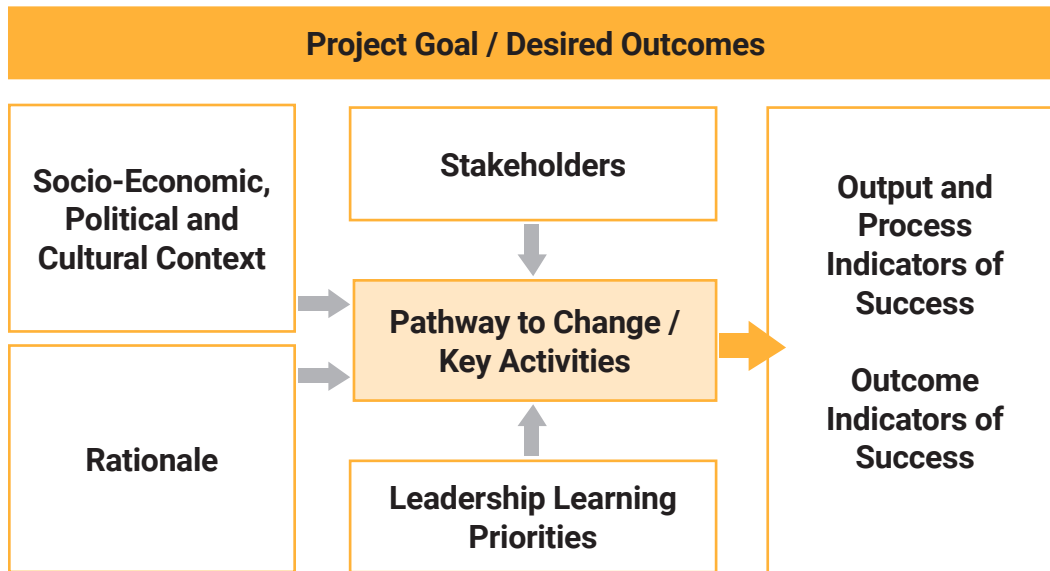 Project Goal / Desired Outcomes
Socio-Economic,
Political and
Cultural Context
Rationale
Stakeholders
Pathway to Change /
Key Activities
Leadership Learning
Priorities
Output and
Process
Indicators of
Success
Outcome
Indicators of
Success